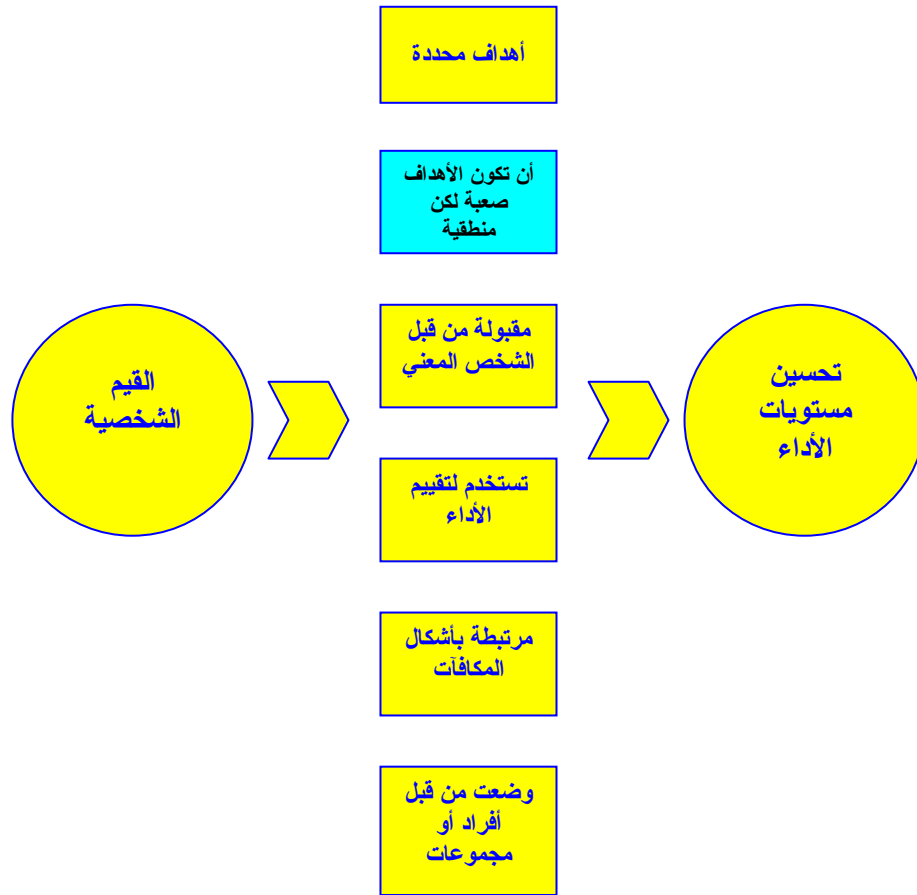 أهداف محددة
أن تكون الأهداف
صعبة لكن
منطقية
القيم
الشخصية
مقبولة من قبل
الشخص المعني
تحسين
مستويات
الأداء
تستخدم لتقييم
الأداء
مرتبطة بأشكال
المكافآت
وضعت من قبل
أفراد أو
مجموعات